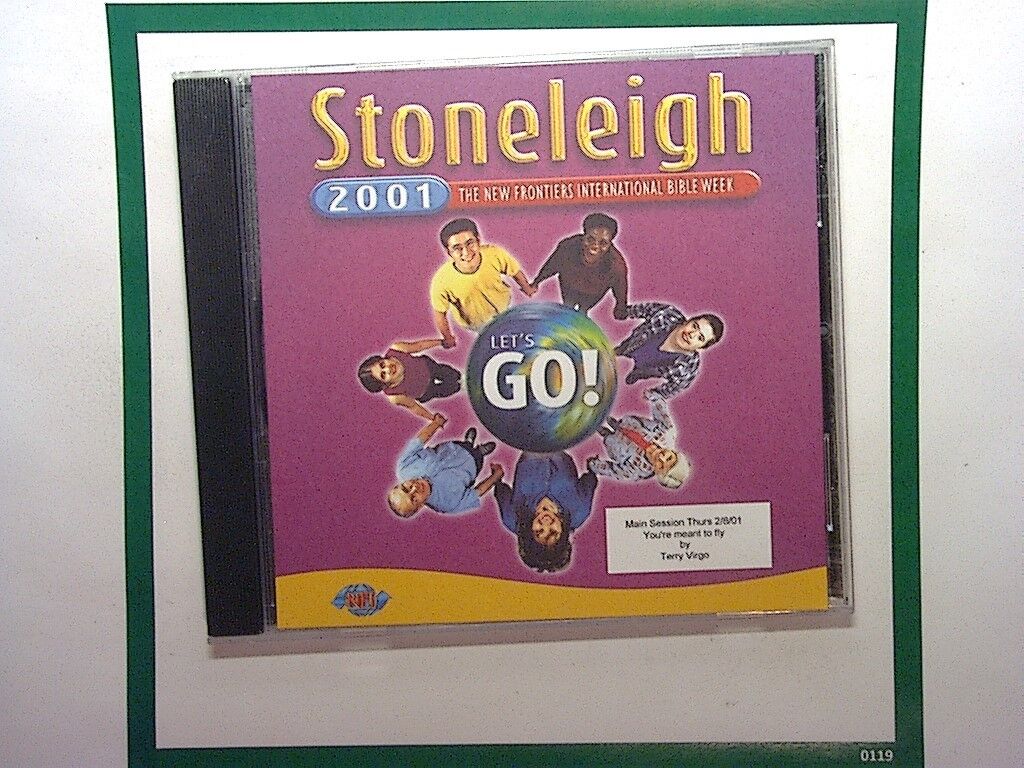 Stoneleigh
2001 THE NEW FRONTIERS INTERNATIONAL BIBLE WEEK
LET'S
GO!
Main Session Thurs 2/8/01
You're meant to fly
by
Terry Virgo
NFI
0119